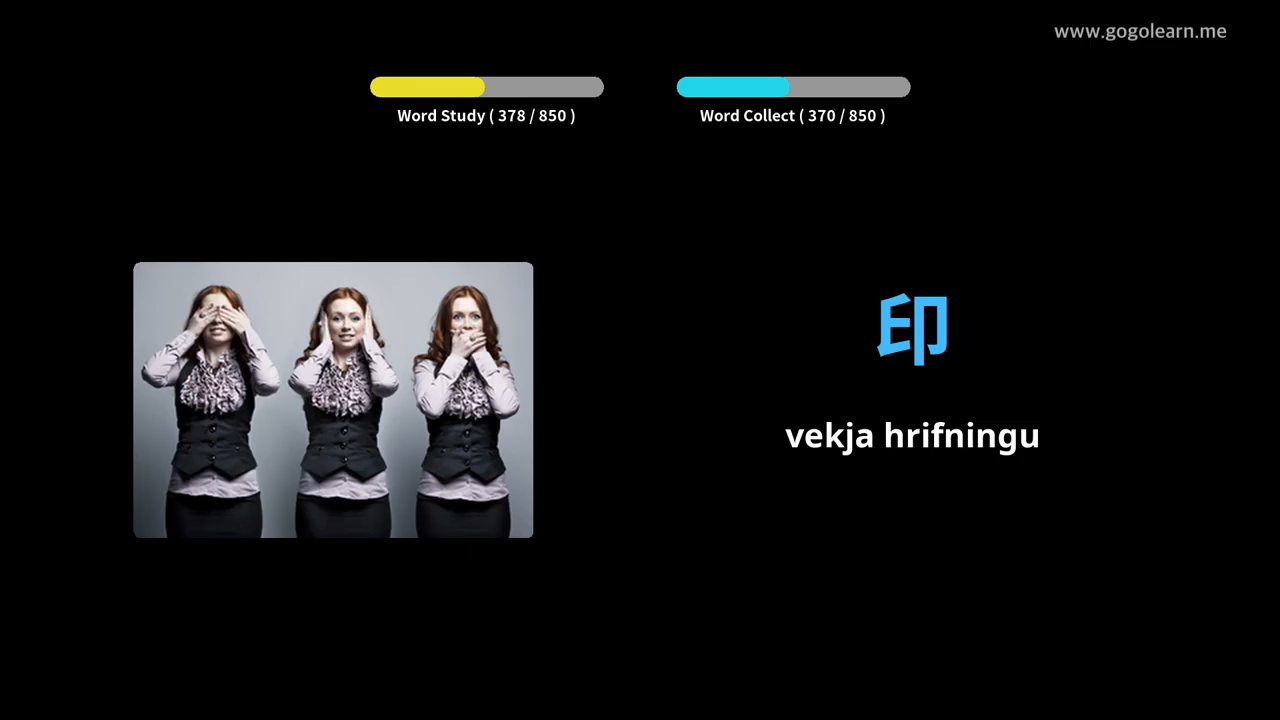 www.gogolearn.me
Word Study ( 378 / 850 )
Word Collect ( 370 / 850 )
印
vekja hrifningu